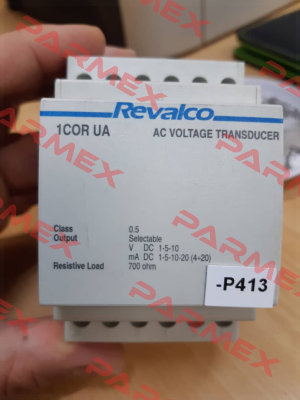 Revalco
1COR UA AC VOLTAGE TRANSDUCER
Class 0.5
Output Selectable
V DC 1-5-10
mA DC 1-5-10-20 (4÷20)
Resistive Load 700 ohm
-P413
PARMEX
PARMEX
PARMEX
PARMEX
PARMEX